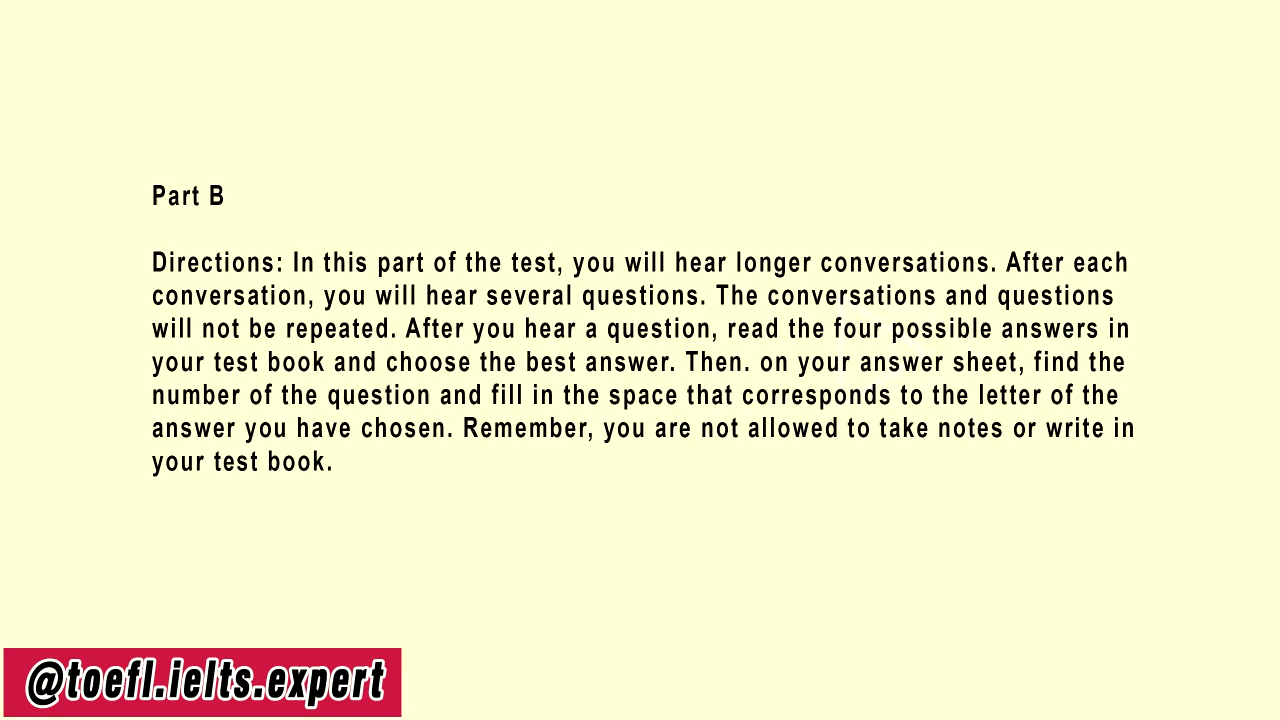 Part B
Directions: In this part of the test, you will hear longer conversations. After each
conversation, you will hear several questions. The conversations and questions
will not be repeated. After you hear a question, read the four possible answers in
your test book and choose the best answer. Then. on your answer sheet, find the
number of the question and fill in the space that corresponds to the letter of the
answer you have chosen. Remember, you are not allowed to take notes or write in
your test book.
@toefl.ielts.expert